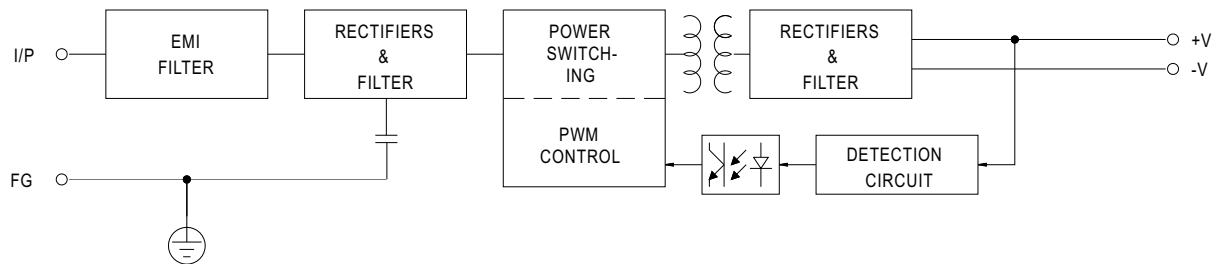 I/P
EMI
FILTER
RECTIFIERS
&
FILTER
POWER
SWITCH-
ING
PWM
CONTROL
RECTIFIERS
&
FILTER
+V
-V
DETECTION
CIRCUIT
FG